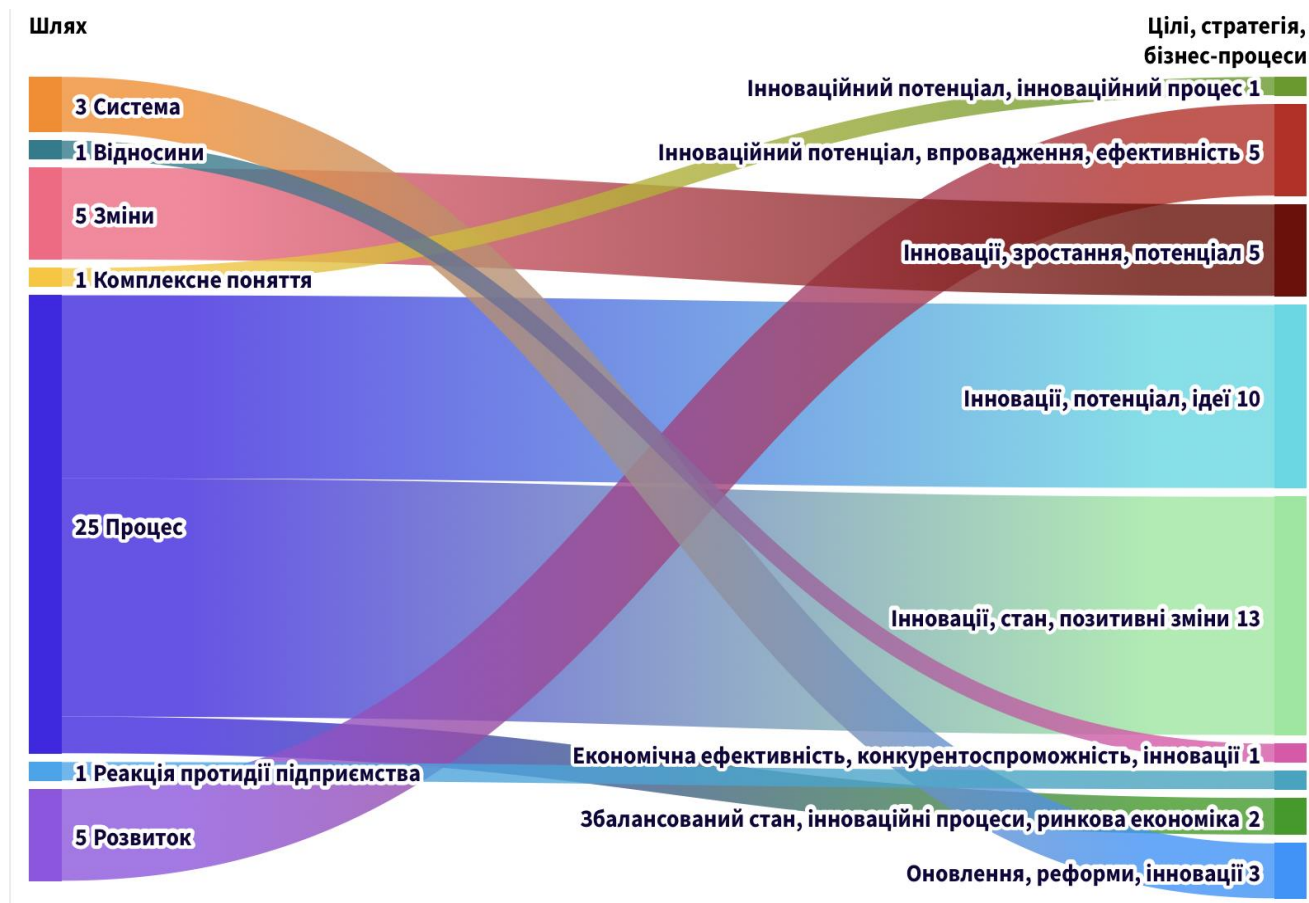 Шлях
Цілі, стратегія,
бізнес-процеси
3 Система
1 Відносини
5 Зміни
1 Комплексне поняття
25 Процес
1 Реакція протидії підприємства
5 Розвиток
Інноваційний потенціал, інноваційний процес 1
Інноваційний потенціал, впровадження, ефективність 5
Інновації, зростання, потенціал 5
Інновації, потенціал, ідеї 10
Інновації, стан, позитивні зміни 13
Економічна ефективність, конкурентоспроможність, інновації 1
Збалансований стан, інноваційні процеси, ринкова економіка 2
Оновлення, реформи, інновації 3